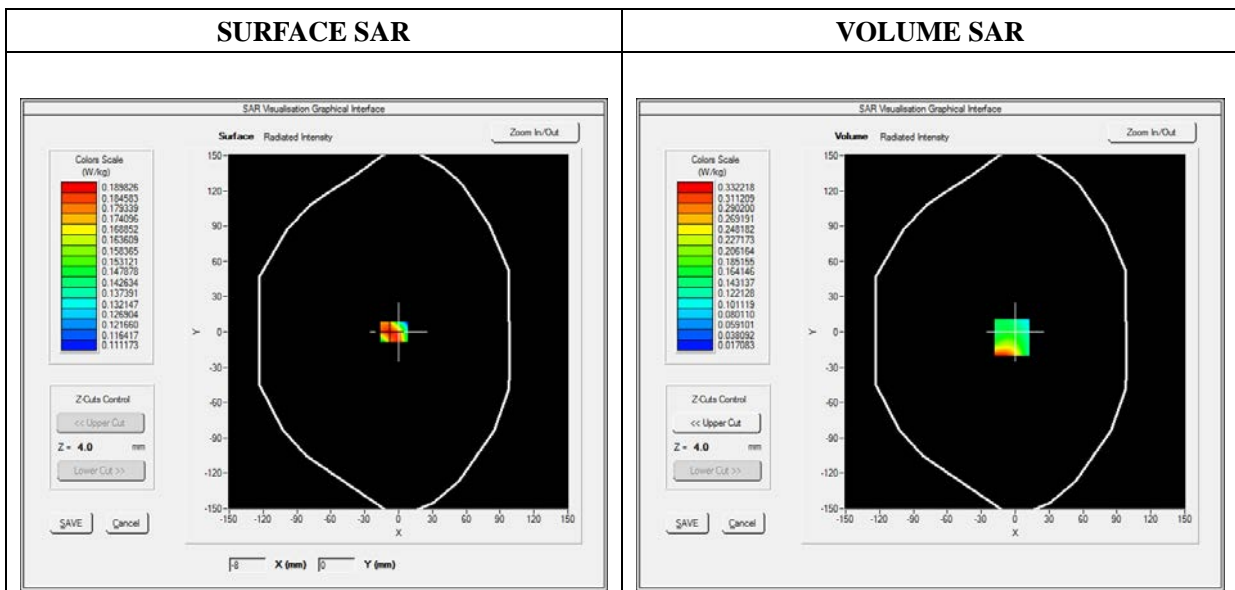 SURFACE SAR
SAR Visualisation Graphical Interface
Surface Radiated Intensity
Zoom In/Out
Colors Scale
(W/kg)
0.189826
0.184583
0.179339
0.174096
0.168852
0.163609
0.158365
0.153121
0.147878
0.142634
0.137391
0.132147
0.126904
0.121660
0.116417
0.111173
Z-Cuts Control
<< Upper Cut
Z = 4.0 mm
Lower Cut >>
SAVE Cancel
150
120
90
60
30
0
-30
-60
-90
-120
-150
Y
-150 -120 -90 -60 -30 0 30 60 90 120 150
X
-8 X (mm) 0 Y (mm)
VOLUME SAR
SAR Visualisation Graphical Interface
Volume Radiated Intensity
Zoom In/Out
Colors Scale
(W/kg)
0.332218
0.311209
0.290200
0.269191
0.248182
0.227173
0.206164
0.185155
0.164146
0.143137
0.122128
0.101119
0.080110
0.059101
0.038092
0.017083
Z-Cuts Control
<< Upper Cut
Z = 4.0 mm
Lower Cut >>
SAVE Cancel
150
120
90
60
30
0
-30
-60
-90
-120
-150
Y
-150 -120 -90 -60 -30 0 30 60 90 120 150
X